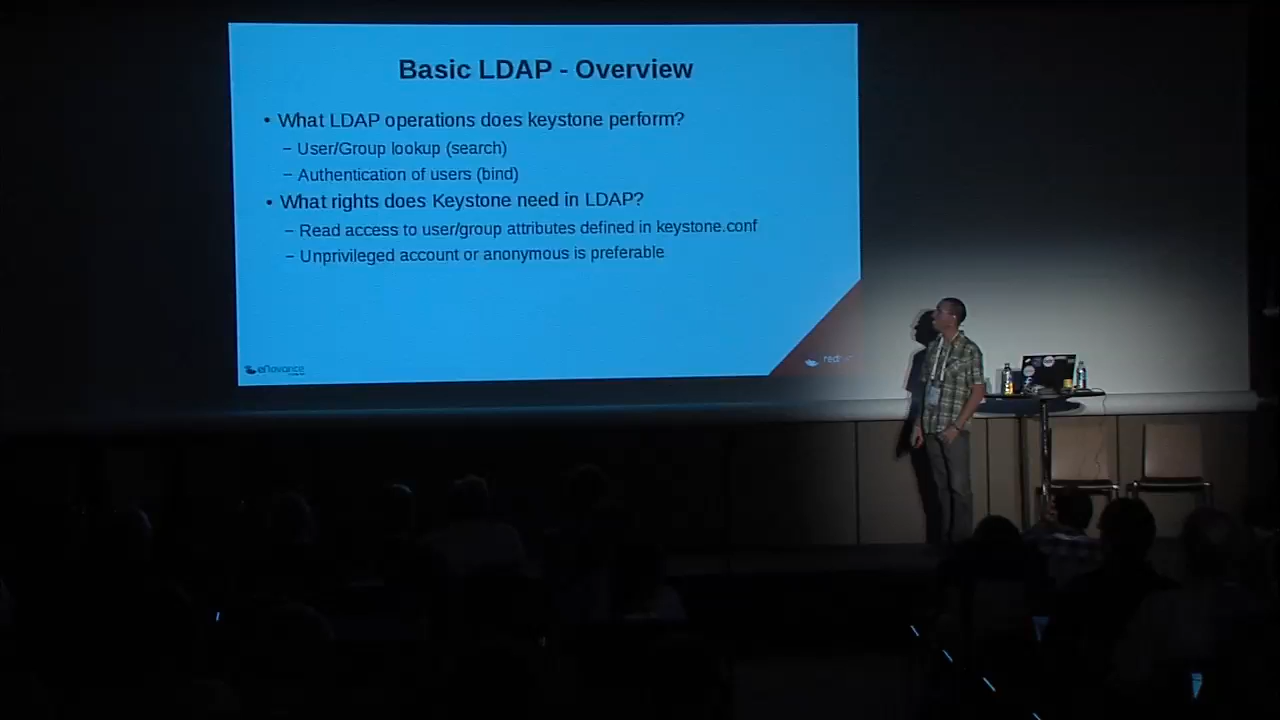 Basic LDAP - Overview
• What LDAP operations does keystone perform?
– User/Group lookup (search)
– Authentication of users (bind)
• What rights does Keystone need in LDAP?
– Read access to user/group attributes defined in keystone.conf
– Unprivileged account or anonymous is preferable
eNovance